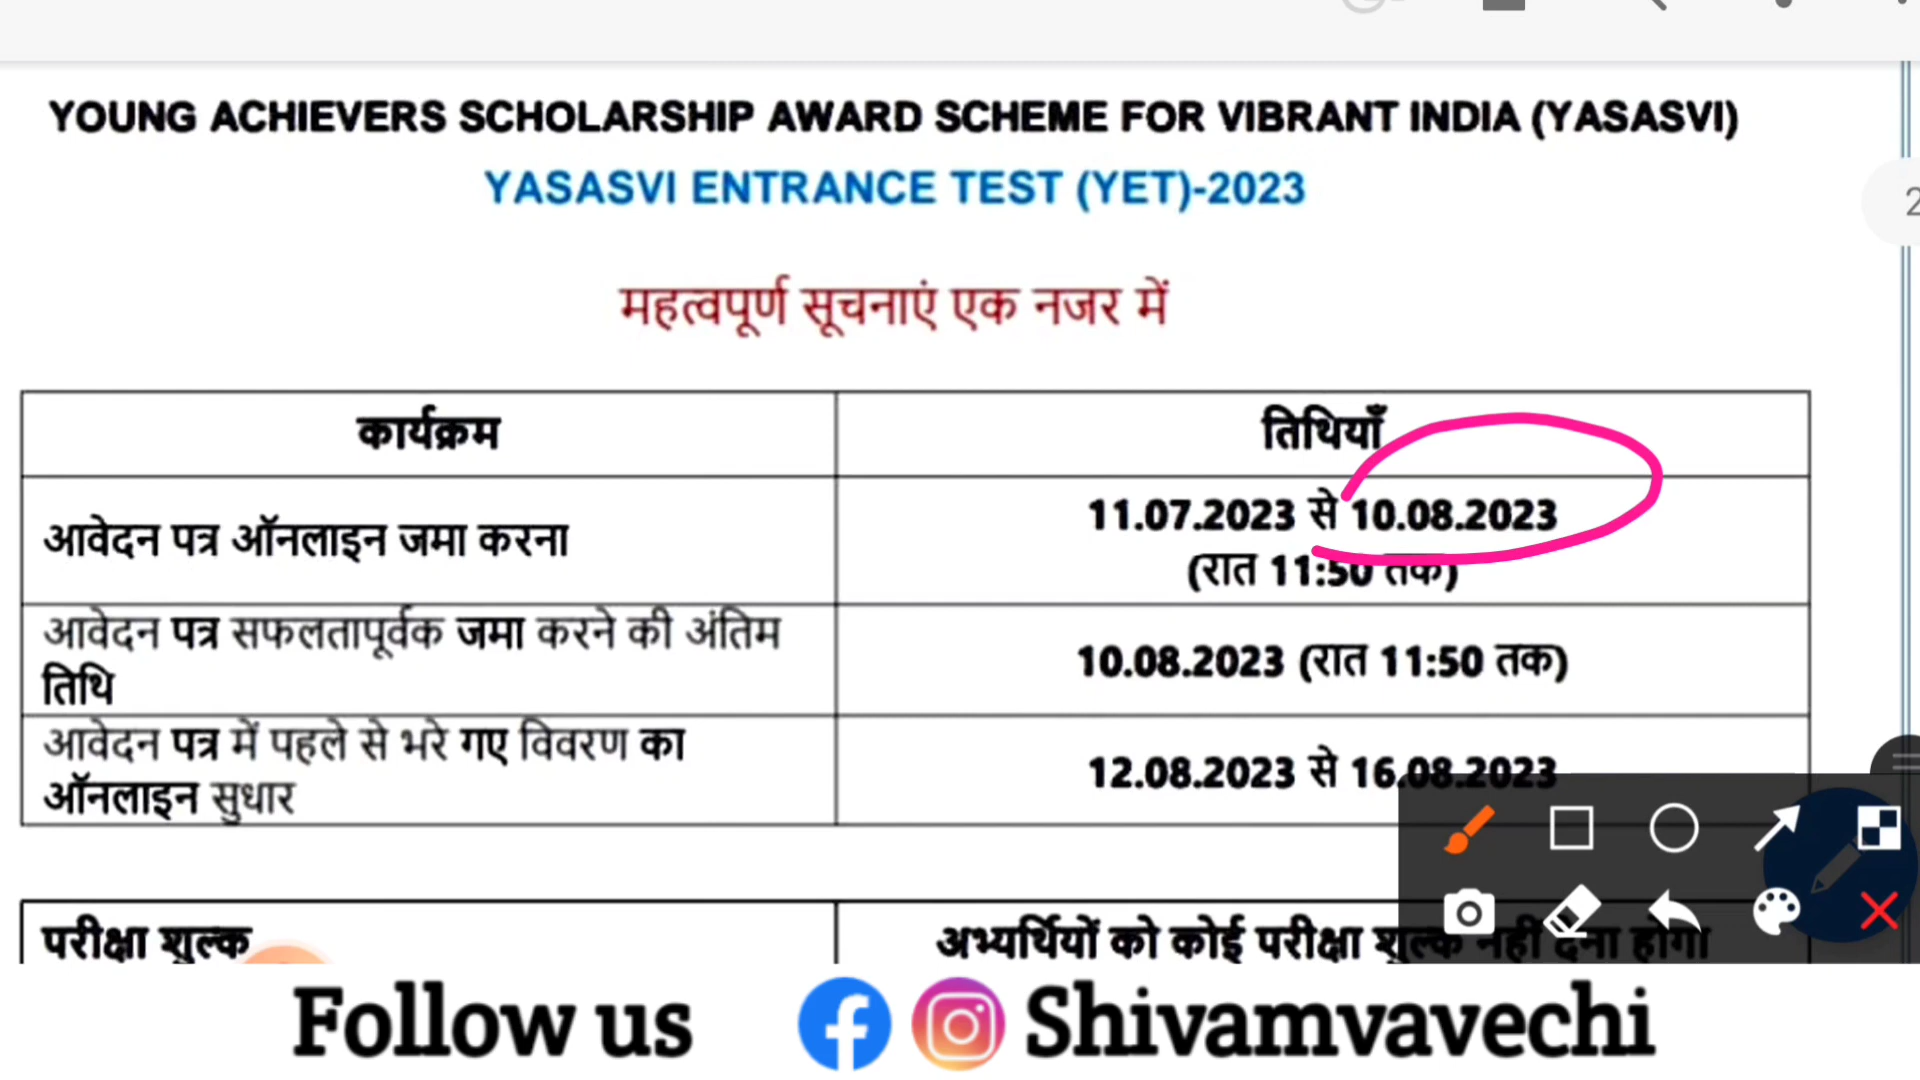 YOUNG ACHIEVERS SCHOLARSHIP AWARD SCHEME FOR VIBRANT INDIA (YASASVI)
YASASVI ENTRANCE TEST (YET)-2023
2
महत्वपूर्ण सूचनाएं एक नजर में
कार्यक्रम
तिथियाँ
आवेदन पत्र ऑनलाइन जमा करना
11.07.2023 से 10.08.2023
(रात 11:50 तक)
आवेदन पत्र सफलतापूर्वक जमा करने की अंतिम
तिथि
10.08.2023 (रात 11:50 तक)
आवेदन पत्र में पहले से भरे गए विवरण का
ऑनलाइन सुधार
12.08.2023 से 16.08.2023
परीक्षा शुल्क
अभ्यर्थियों को कोई परीक्षा शुल्क नहीं देना होगा
Follow us
Shivamvavechi